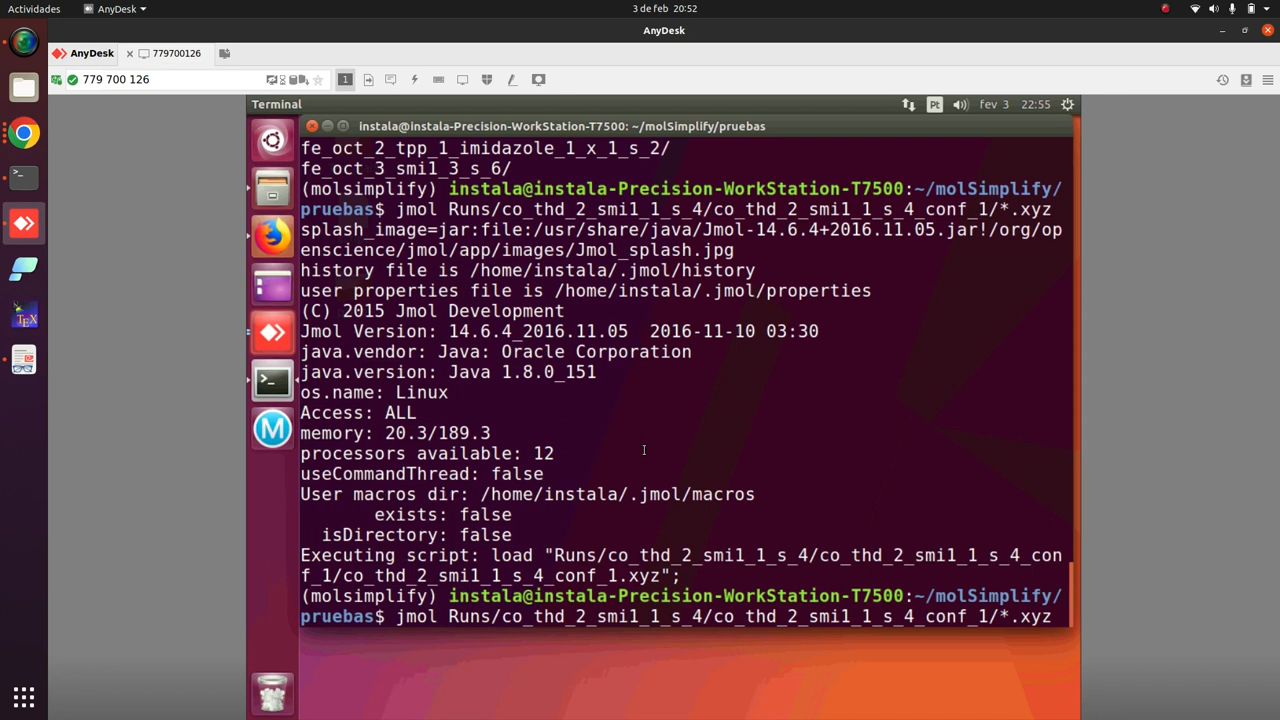 Actividades AnyDesk 3 de feb 20:52
AnyDesk
AnyDesk 779700126
779 700 126 1
Terminal Pt fev 3 22:55
instala@instala-Precision-WorkStation-T7500: ~/molSimplify/pruebas
fe_oct_2_tpp_1_imidazole_1_x_1_s_2/
fe_oct_3_smi1_3_s_6/
(molsimplify) instala@instala-Precision-WorkStation-T7500:~/molSimplify/
pruebas$ jmol Runs/co_thd_2_smi1_1_s_4/co_thd_2_smi1_1_s_4_conf_1/*.xyz
splash_image=jar:file:/usr/share/java/Jmol-14.6.4+2016.11.05.jar!/org/op
enscience/jmol/app/images/Jmol_splash.jpg
history file is /home/instala/.jmol/history
user properties file is /home/instala/.jmol/properties
(C) 2015 Jmol Development
Jmol Version: 14.6.4_2016.11.05  2016-11-10 03:30
java.vendor: Java: Oracle Corporation
java.version: Java 1.8.0_151
os.name: Linux
Access: ALL
memory: 20.3/189.3
processors available: 12
useCommandThread: false
User macros dir: /home/instala/.jmol/macros
       exists: false
  isDirectory: false
Executing script: load "Runs/co_thd_2_smi1_1_s_4/co_thd_2_smi1_1_s_4_con
f_1/co_thd_2_smi1_1_s_4_conf_1.xyz";
(molsimplify) instala@instala-Precision-WorkStation-T7500:~/molSimplify/
pruebas$ jmol Runs/co_thd_2_smi1_1_s_4/co_thd_2_smi1_1_s_4_conf_1/*.xyz
TEX
M